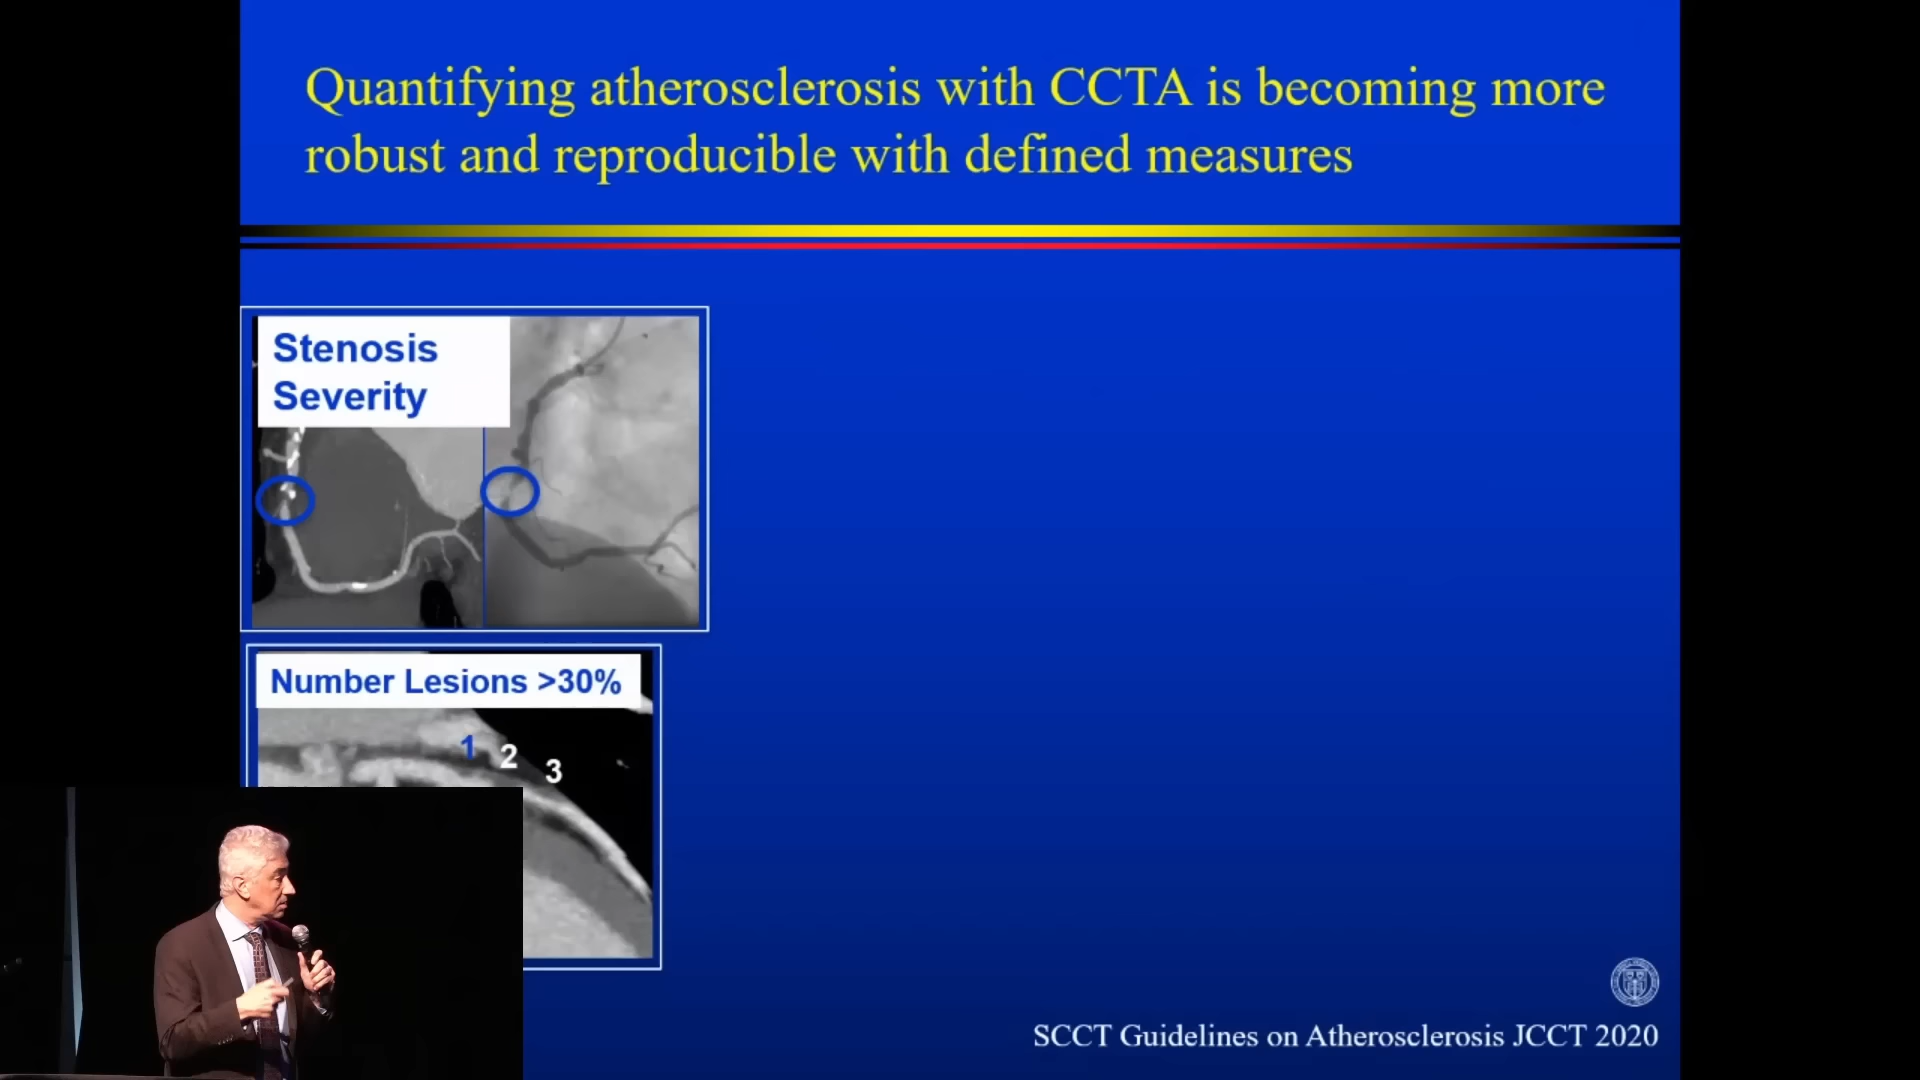 Quantifying atherosclerosis with CCTA is becoming more
robust and reproducible with defined measures
Stenosis
Severity
Number Lesions >30%
1 2 3
SCCT Guidelines on Atherosclerosis JCCT 2020